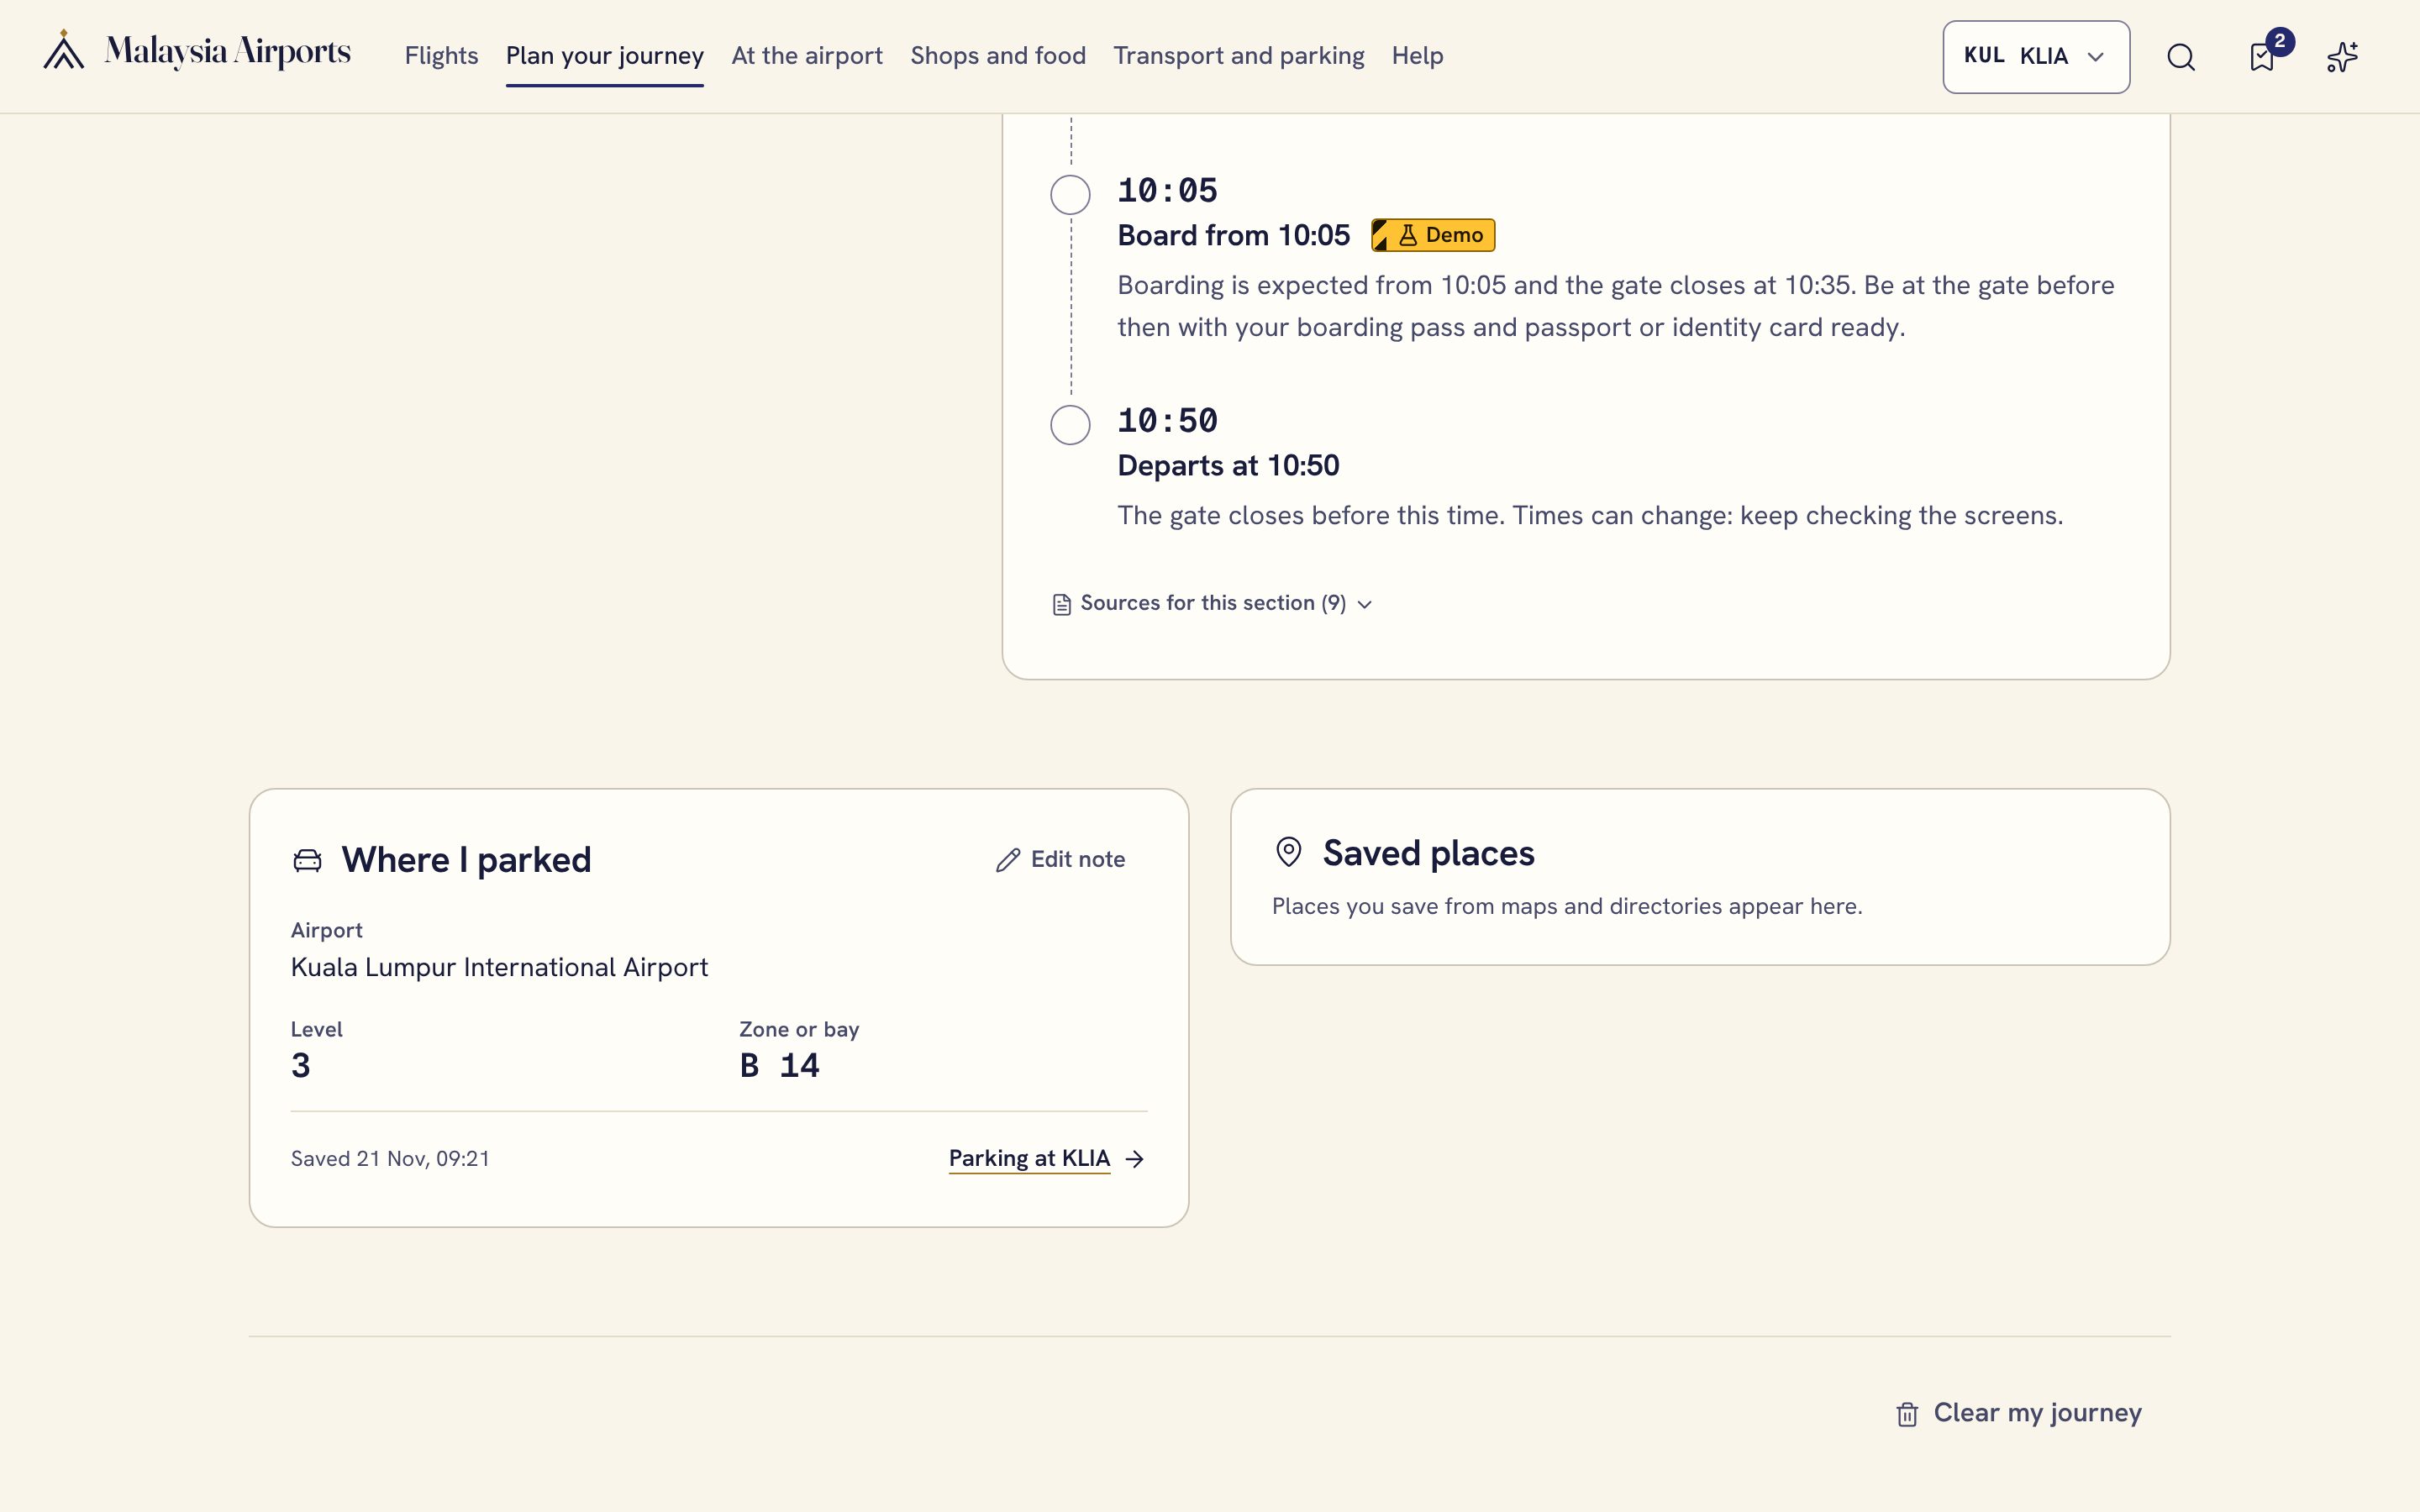 Malaysia Airports
Flights
Plan your journey
At the airport
Shops and food
Transport and parking
Help
KUL KLIA
2
10:05
Board from 10:05
Demo
Boarding is expected from 10:05 and the gate closes at 10:35. Be at the gate before
then with your boarding pass and passport or identity card ready.
10:50
Departs at 10:50
The gate closes before this time. Times can change: keep checking the screens.
Sources for this section (9)
Where I parked
Edit note
Airport
Kuala Lumpur International Airport
Level
3
Zone or bay
B 14
Saved 21 Nov, 09:21
Parking at KLIA
Saved places
Places you save from maps and directories appear here.
Clear my journey